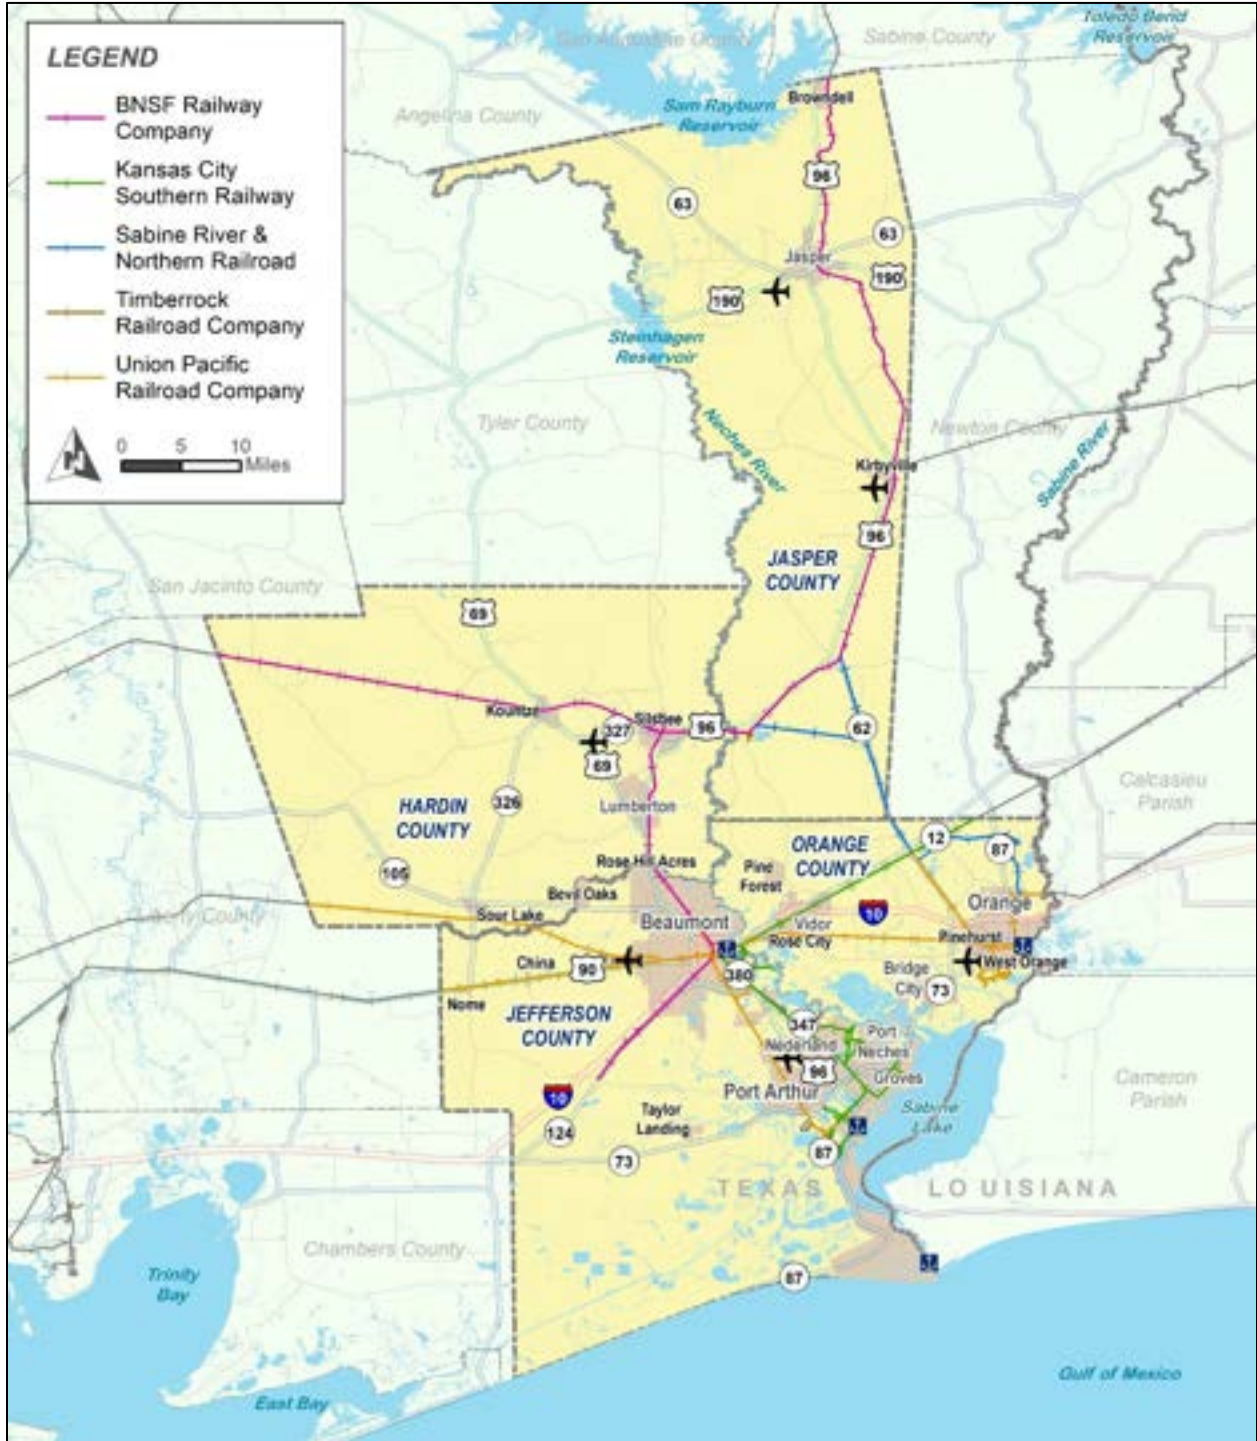 LEGEND
BNSF Railway
Company
Kansas City
Southern Railway
Sabine River &
Northern Railroad
Timberrock
Railroad Company
Union Pacific
Railroad Company
N
0 5 10
Miles
San Augustine County
Sabine County
Toledo Bend
Reservoir
Angelina County
Sam Rayburn
Reservoir
Browndell
96
63
63
Jasper
190
190
Steinhagen
Reservoir
Tyler County
Neches River
Newton County
Sabine River
Kirbyville
96
JASPER
COUNTY
San Jacinto County
69
Kountze
327
Silsbee
96
62
69
Calcasieu
Parish
HARDIN
COUNTY
326
Lumberton
12
87
ORANGE
COUNTY
Rose Hill Acres
Pine
Forest
105
Bevil Oaks
Orange
Liberty County
Sour Lake
Beaumont
Vidor
10
Rose City
Pinehurst
China
90
380
Bridge
City
73
West Orange
Nome
JEFFERSON
COUNTY
347
Port
Neches
Nederland
96
Groves
Cameron
Parish
10
124
Port Arthur
Taylor
Landing
Sabine
Lake
73
87
TEXAS
LOUISIANA
Chambers County
Trinity
Bay
87
East Bay
Gulf of Mexico